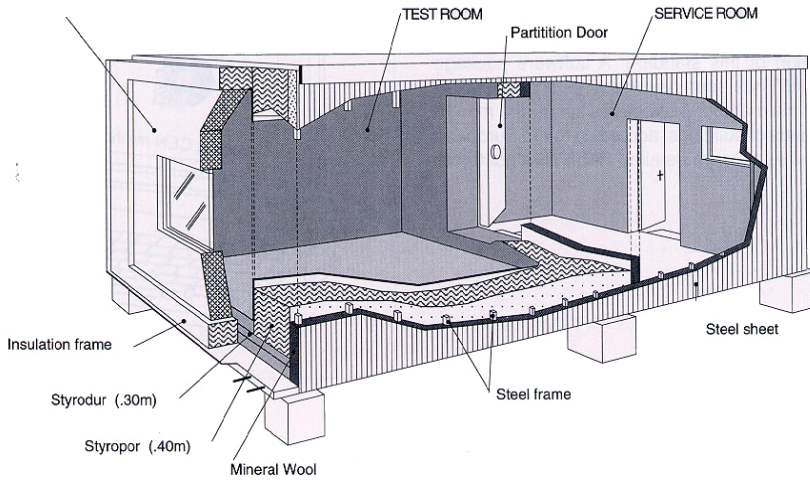 TEST ROOM
SERVICE ROOM
Partitition Door
Insulation frame
Steel sheet
Styrodur (.30m)
Steel frame
Styropor (.40m)
Mineral Wool